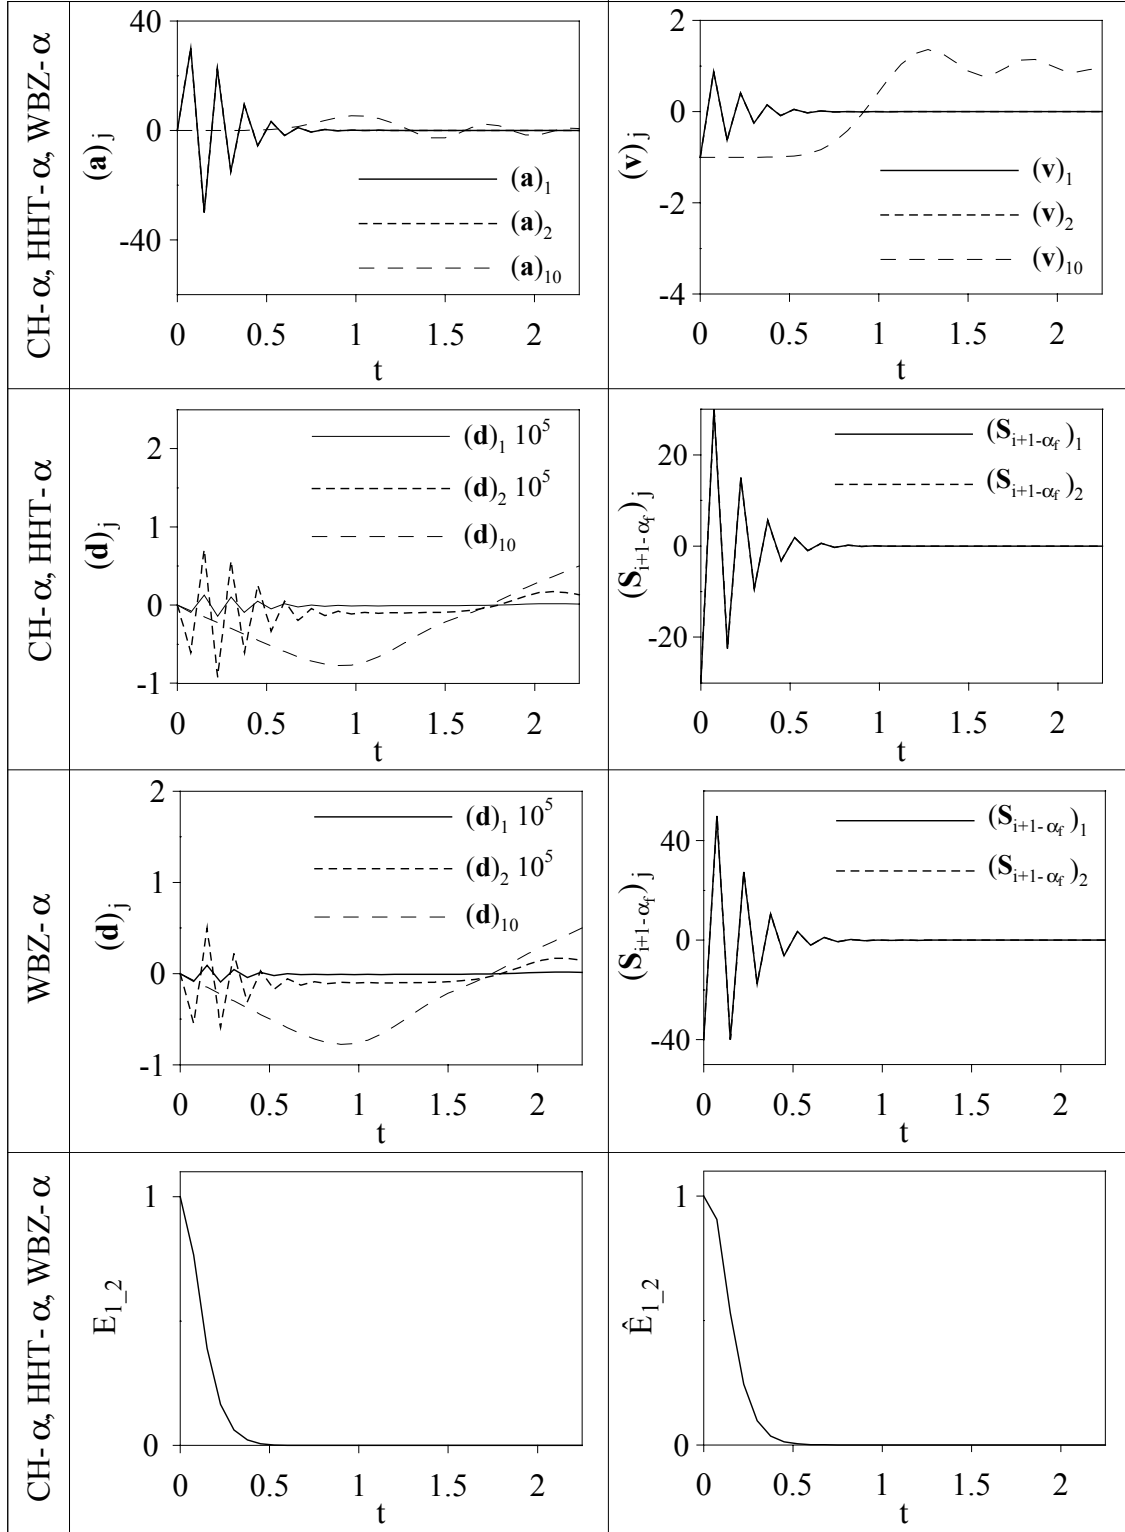 CH- α, HHT- α, WBZ- α
(a)j
40
0
-40
(a)1
(a)2
(a)10
0 0.5 1 1.5 2
t
(v)j
2
0
-2
-4
(v)1
(v)2
(v)10
0 0.5 1 1.5 2
t
CH- α, HHT- α
(d)j
2
1
0
-1
(d)1 10^5
(d)2 10^5
(d)10
0 0.5 1 1.5 2
t
(S_{i+1-αf})j
20
0
-20
(S_{i+1-αf})1
(S_{i+1-αf})2
0 0.5 1 1.5 2
t
WBZ- α
(d)j
2
1
0
-1
(d)1 10^5
(d)2 10^5
(d)10
0 0.5 1 1.5 2
t
(S_{i+1-αf})j
40
0
-40
(S_{i+1-αf})1
(S_{i+1-αf})2
0 0.5 1 1.5 2
t
CH- α, HHT- α, WBZ- α
E1_2
1
0
0 0.5 1 1.5 2
t
Ê1_2
1
0
0 0.5 1 1.5 2
t